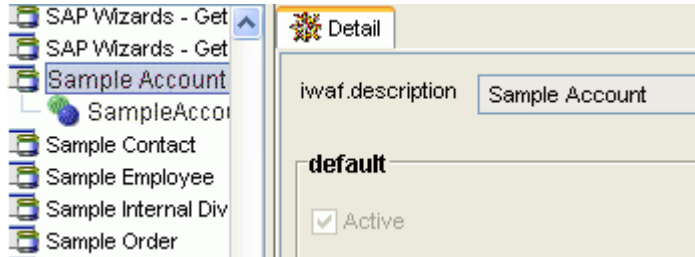 SAP Wizards - Get
SAP Wizards - Get
Sample Account
SampleAccou
Sample Contact
Sample Employee
Sample Internal Div
Sample Order
Detail
iwaf.description
Sample Account
default
Active